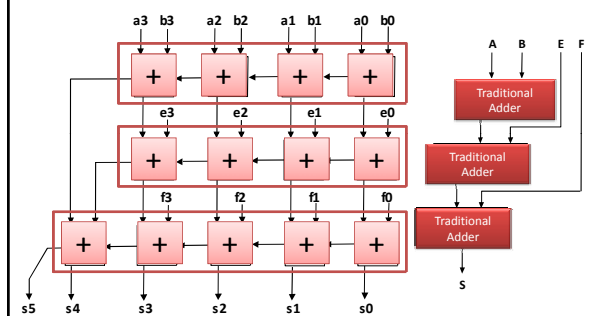 a3 b3 a2 b2 a1 b1 a0 b0
+ + + +
e3 e2 e1 e0
+ + + +
f3 f2 f1 f0
+ + + + +
s5 s4 s3 s2 s1 s0
A B E F
Traditional
Adder
Traditional
Adder
Traditional
Adder
S